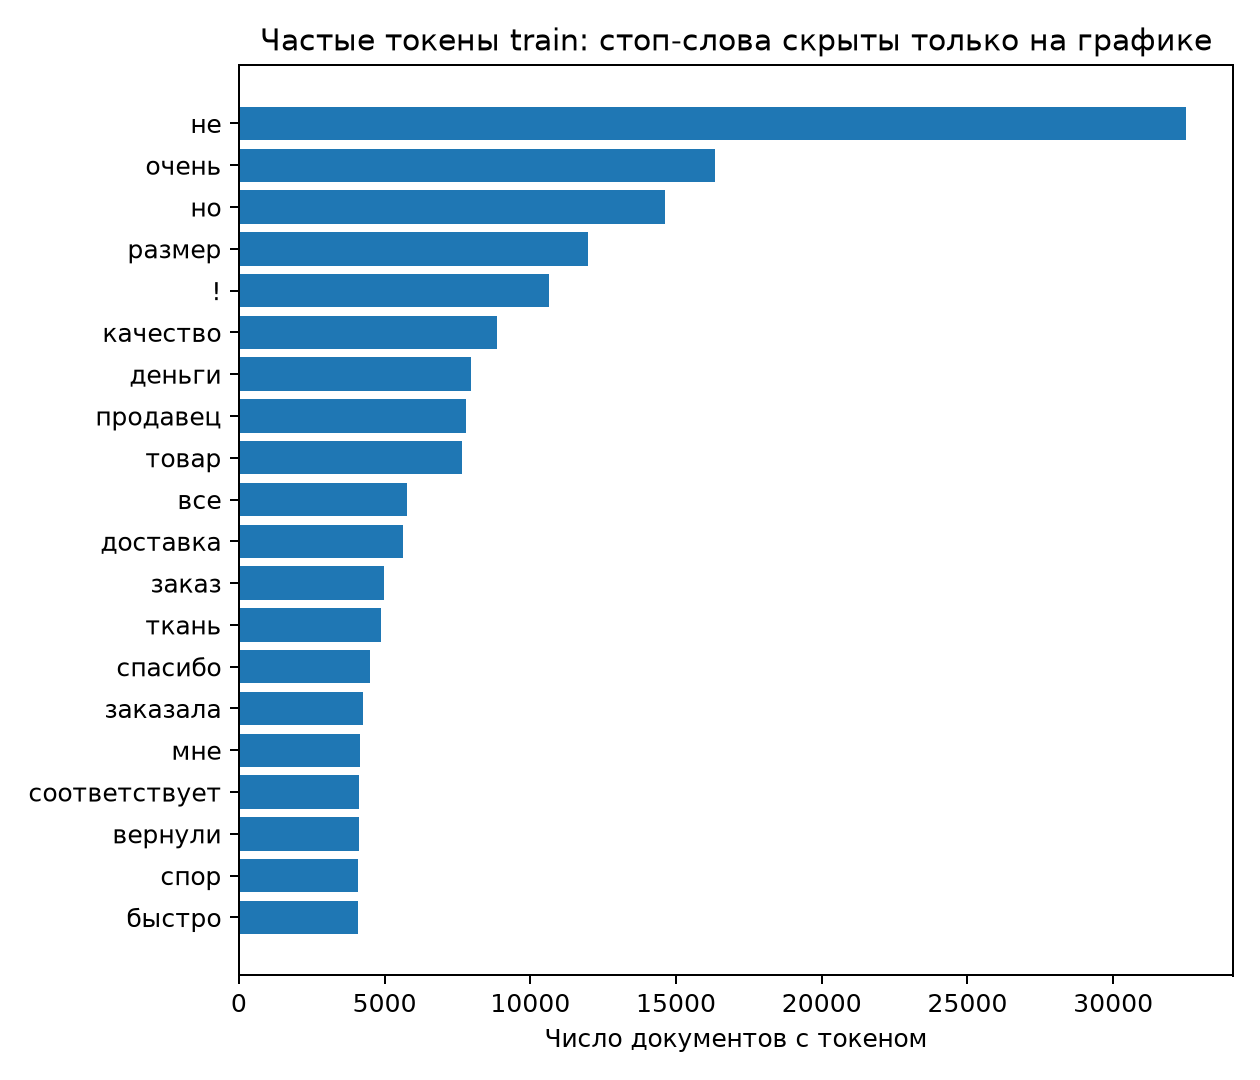 Частые токены train: стоп-слова скрыты только на графике
не
очень
но
размер
!
качество
деньги
продавец
товар
все
доставка
заказ
ткань
спасибо
заказала
мне
соответствует
вернули
спор
быстро
0 5000 10000 15000 20000 25000 30000
Число документов с токеном